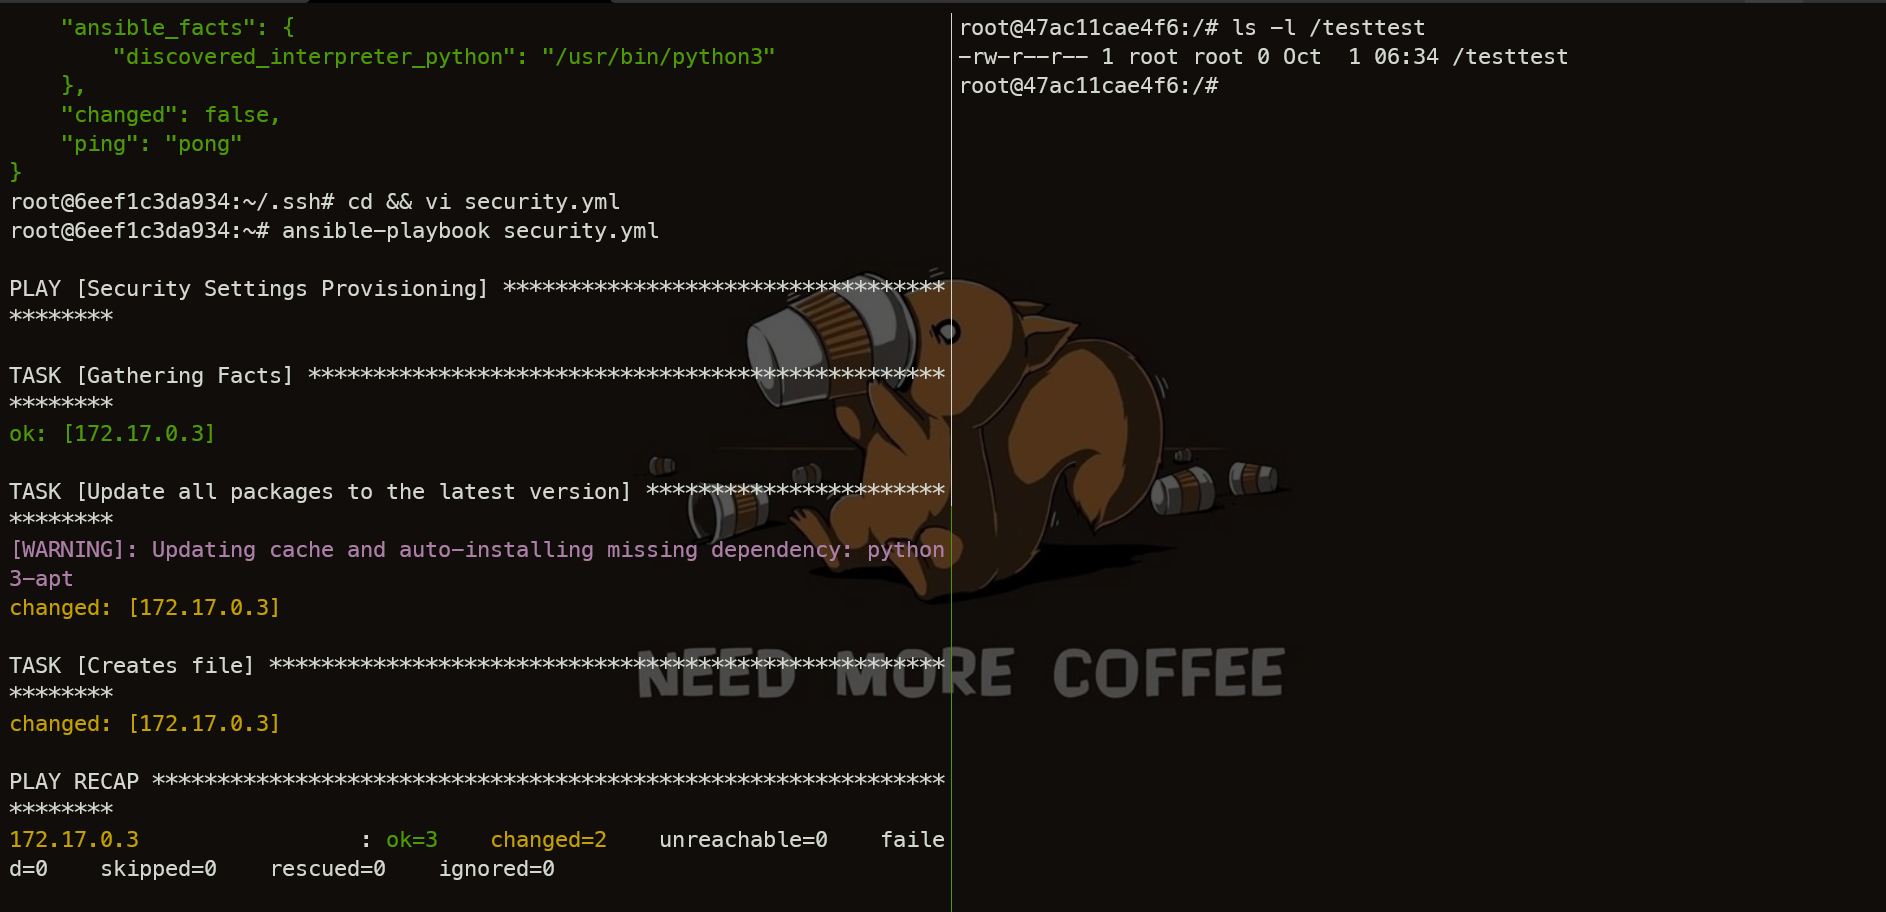 "ansible_facts": {
        "discovered_interpreter_python": "/usr/bin/python3"
    },
    "changed": false,
    "ping": "pong"
}
root@6eef1c3da934:~/.ssh# cd && vi security.yml
root@6eef1c3da934:~# ansible-playbook security.yml

PLAY [Security Settings Provisioning] **********************************
********

TASK [Gathering Facts] *************************************************
********
ok: [172.17.0.3]

TASK [Update all packages to the latest version] ***********************
********
[WARNING]: Updating cache and auto-installing missing dependency: python
3-apt
changed: [172.17.0.3]

TASK [Creates file] ****************************************************
********
changed: [172.17.0.3]

PLAY RECAP *************************************************************
********
172.17.0.3                 : ok=3    changed=2    unreachable=0    faile
d=0    skipped=0    rescued=0    ignored=0
root@47ac11cae4f6:/# ls -l /testtest
-rw-r--r-- 1 root root 0 Oct  1 06:34 /testtest
root@47ac11cae4f6:/#
NEED MORE COFFEE